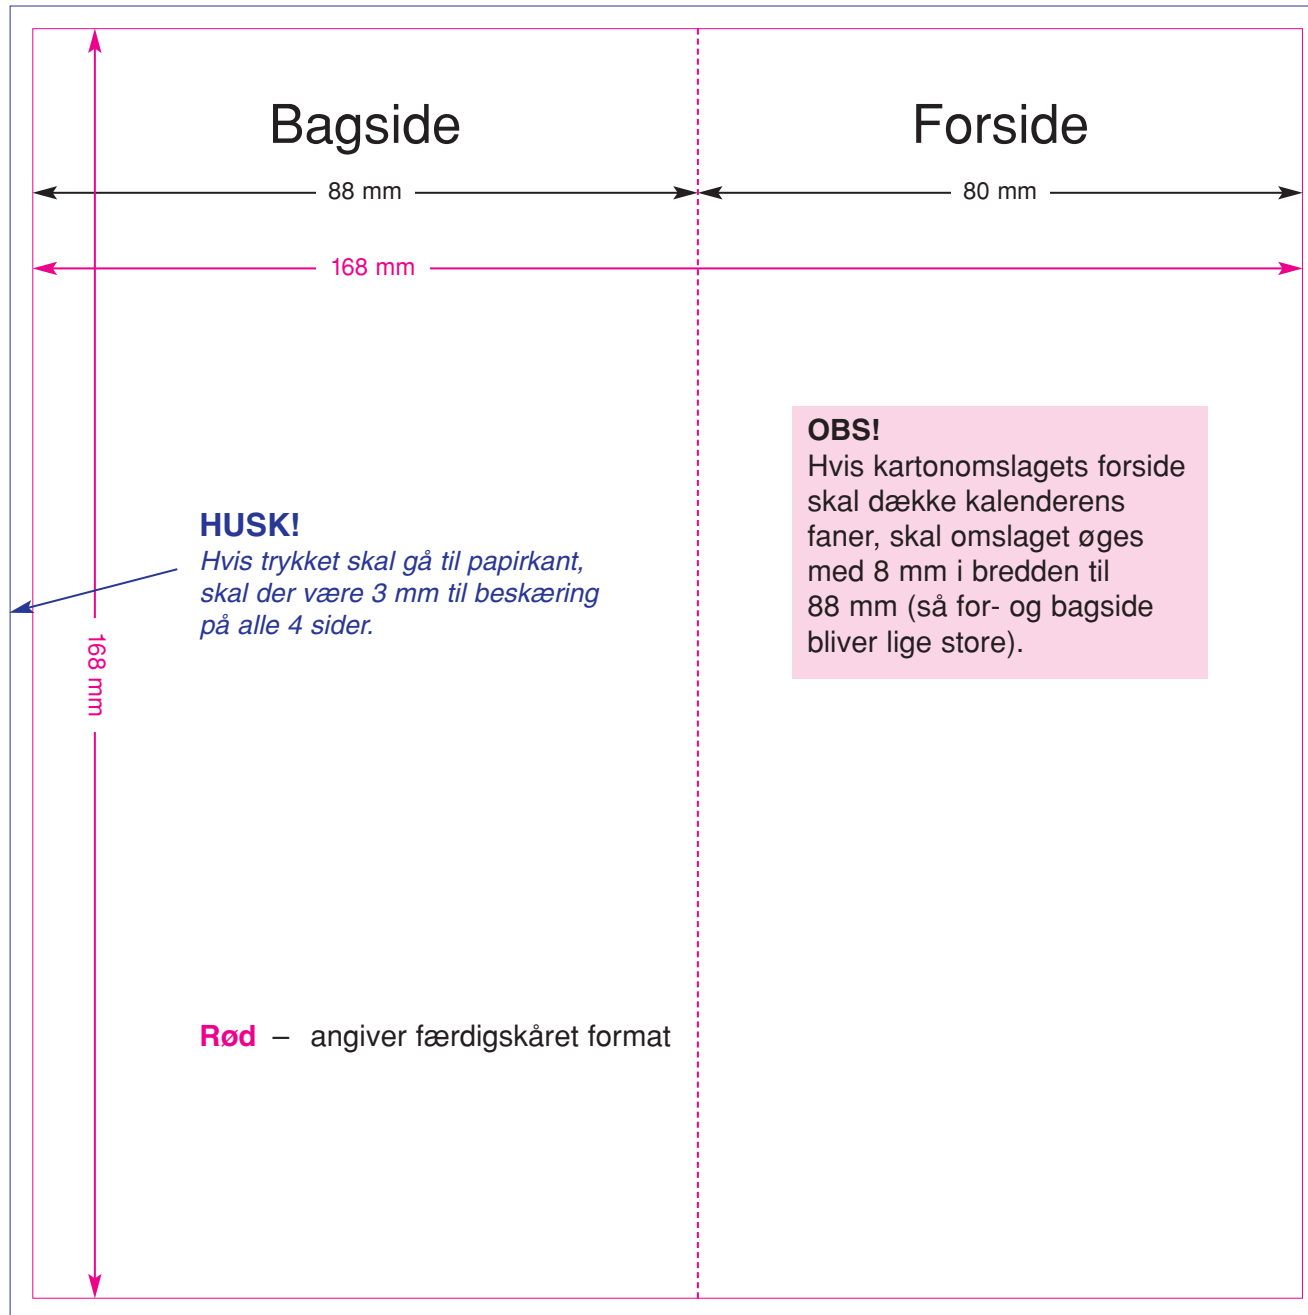 Bagside
Forside
88 mm
80 mm
168 mm
OBS!
Hvis kartonomslagets forside
skal dække kalenderens
faner, skal omslaget øges
med 8 mm i bredden til
88 mm (så for- og bagside
bliver lige store).
HUSK!
Hvis trykket skal gå til papirkant,
skal der være 3 mm til beskæring
på alle 4 sider.
168 mm
Rød – angiver færdigskåret format